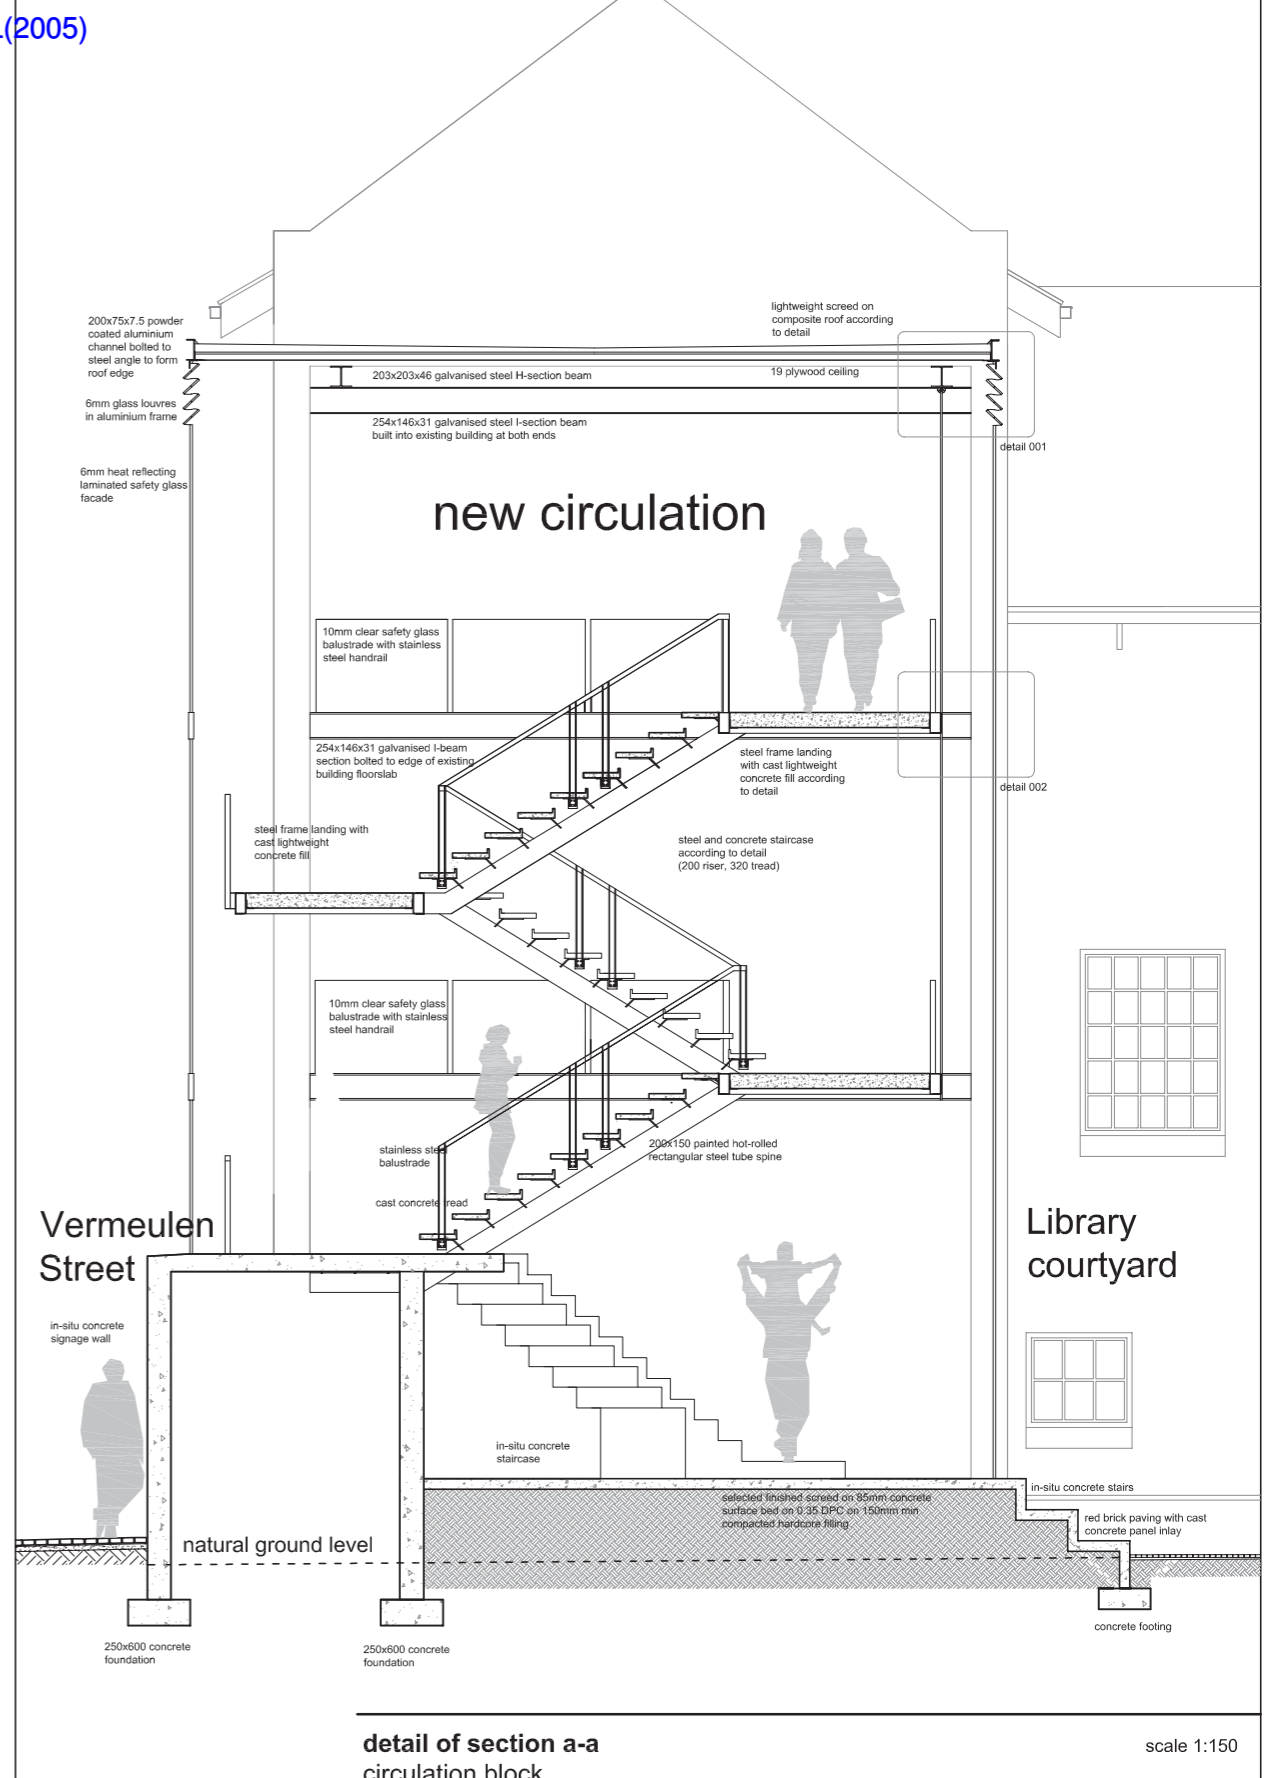 (2005)
lightweight screed on
composite roof according
to detail
200x75x7.5 powder
coated aluminium
channel bolted to
steel angle to form
roof edge
203x203x46 galvanised steel H-section beam
19 plywood ceiling
6mm glass louvres
in aluminium frame
254x146x31 galvanised steel I-section beam
built into existing building at both ends
detail 001
6mm heat reflecting
laminated safety glass
facade
new circulation
10mm clear safety glass
balustrade with stainless
steel handrail
254x146x31 galvanised I-beam
section bolted to edge of existing
building floorslab
steel frame landing
with cast lightweight
concrete fill according
to detail
detail 002
steel frame landing with
cast lightweight
concrete fill
steel and concrete staircase
according to detail
(200 riser, 320 tread)
10mm clear safety glass
balustrade with stainless
steel handrail
stainless steel
balustrade
200x150 painted hot-rolled
rectangular steel tube spine
cast concrete tread
Vermeulen
Street
Library
courtyard
in-situ concrete
signage wall
in-situ concrete
staircase
in-situ concrete stairs
selected finished screed on 85mm concrete
surface bed on 0.35 DPC on 150mm min
compacted hardcore filling
red brick paving with cast
concrete panel inlay
natural ground level
concrete footing
250x600 concrete
foundation
250x600 concrete
foundation
detail of section a-a
scale 1:150
circulation block